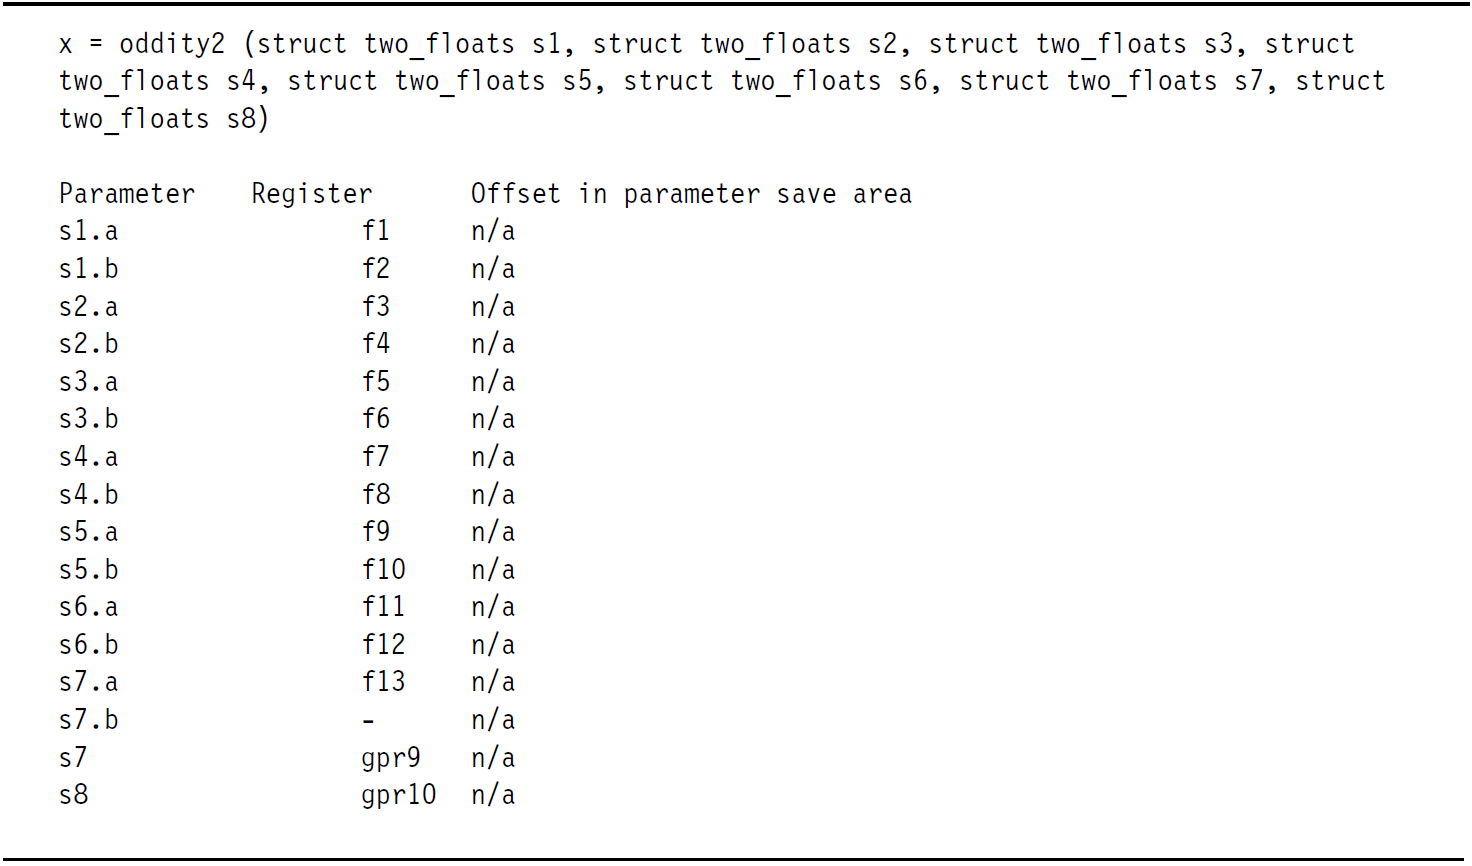 x = oddity2 (struct two_floats s1, struct two_floats s2, struct two_floats s3, struct
two_floats s4, struct two_floats s5, struct two_floats s6, struct two_floats s7, struct
two_floats s8)
Parameter Register Offset in parameter save area
s1.a f1 n/a
s1.b f2 n/a
s2.a f3 n/a
s2.b f4 n/a
s3.a f5 n/a
s3.b f6 n/a
s4.a f7 n/a
s4.b f8 n/a
s5.a f9 n/a
s5.b f10 n/a
s6.a f11 n/a
s6.b f12 n/a
s7.a f13 n/a
s7.b - n/a
s7 gpr9 n/a
s8 gpr10 n/a